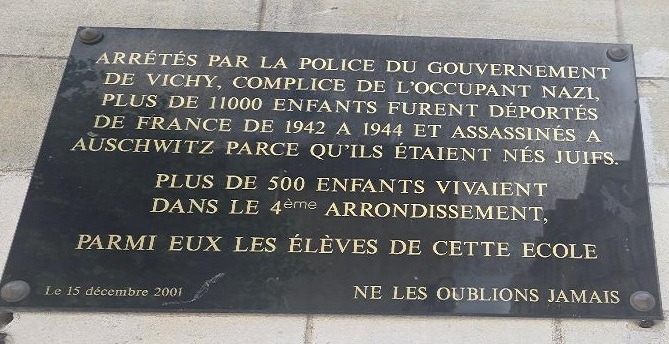 ARRÉTÉS PAR LA POLICE DU GOUVERNEMENT
DE VICHY, COMPLICE DE L'OCCUPANT NAZI,
PLUS DE 11000 ENFANTS FURENT DÉPORTÉS
DE FRANCE DE 1942 A 1944 ET ASSASSINÉS A
AUSCHWITZ PARCE QU'ILS ÉTAIENT NÉS JUIFS.
PLUS DE 500 ENFANTS VIVAIENT
DANS LE 4ème ARRONDISSEMENT,
PARMI EUX LES ÉLÈVES DE CETTE ECOLE
Le 15 décembre 2001 NE LES OUBLIONS JAMAIS